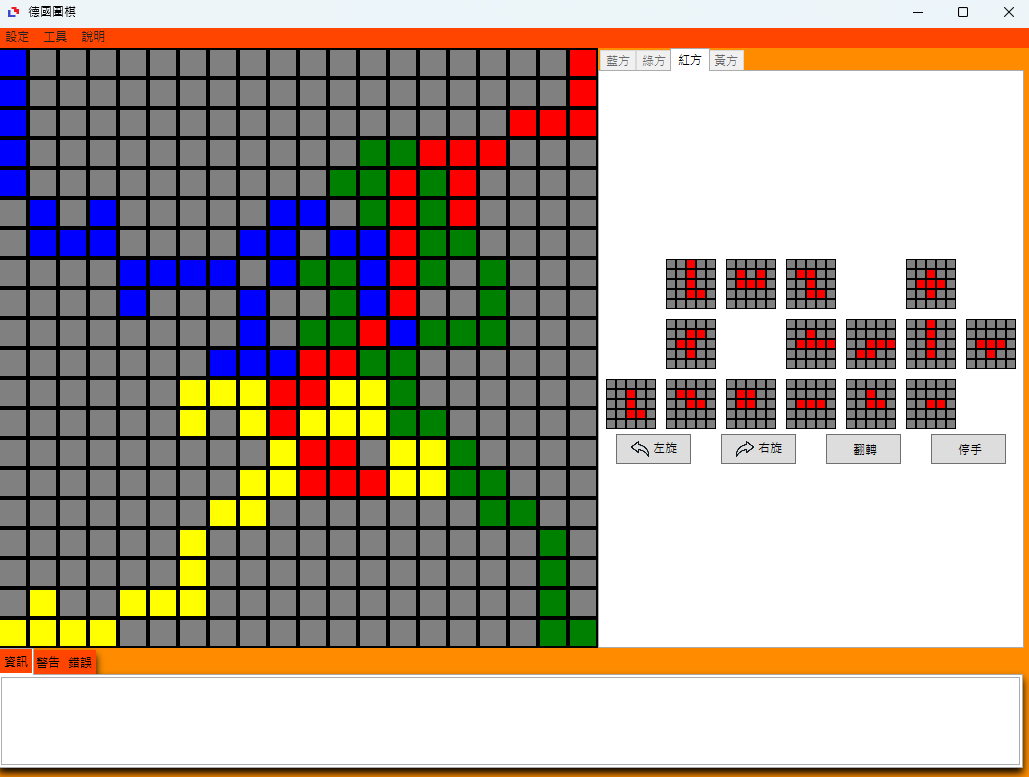 德國圍棋
設定 工具 說明
藍方 綠方 紅方 黃方
左旋 右旋 翻轉 停手
資訊 警告 錯誤